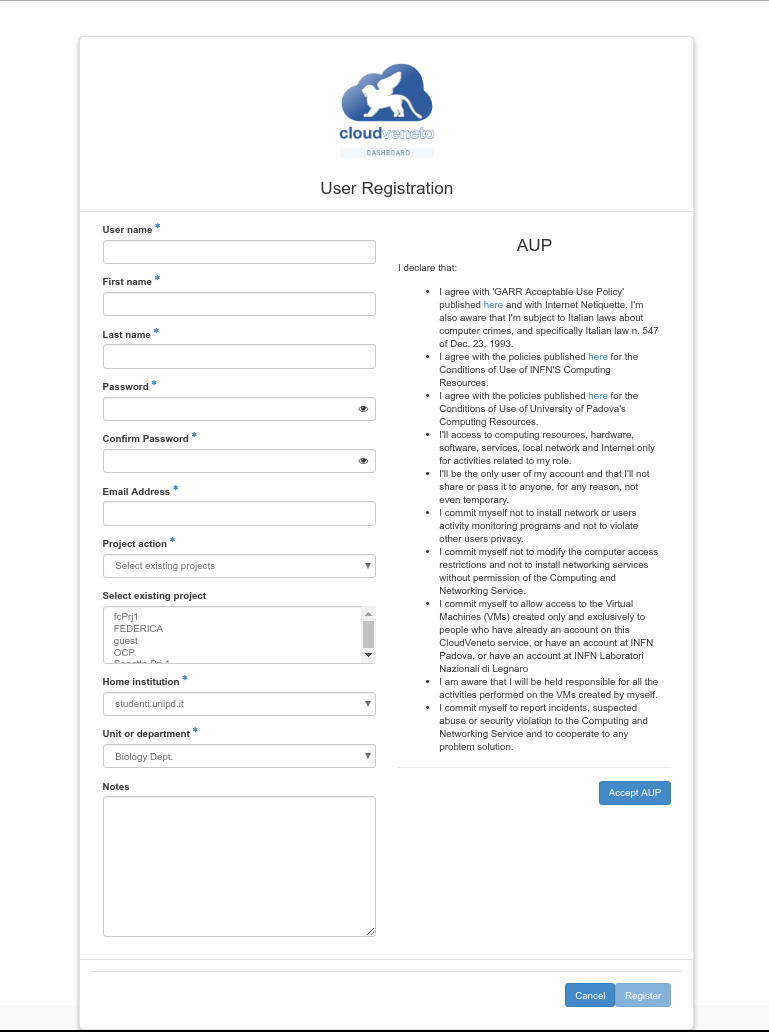 cloudveneto
DASHBOARD
User Registration
User name *
First name *
Last name *
Password *
Confirm Password *
Email Address *
Project action *
Select existing projects
Select existing project
fcPrj1
FEDERICA
guest
OCP
Home institution *
studenti.unipd.it
Unit or department *
Biology Dept.
Notes
AUP
I declare that:
• I agree with 'GARR Acceptable Use Policy'
published here and with Internet Netiquette. I'm
also aware that I'm subject to Italian laws about
computer crimes, and specifically Italian law n. 547
of Dec. 23, 1993.
• I agree with the policies published here for the
Conditions of Use of INFN'S Computing
Resources.
• I agree with the policies published here for the
Conditions of Use of University of Padova's
Computing Resources.
• I'll access to computing resources, hardware,
software, services, local network and Internet only
for activities related to my role.
• I'll be the only user of my account and that I'll not
share or pass it to anyone, for any reason, not
even temporary.
• I commit myself not to install network or users
activity monitoring programs and not to violate
other users privacy.
• I commit myself not to modify the computer access
restrictions and not to install networking services
without permission of the Computing and
Networking Service.
• I commit myself to allow access to the Virtual
Machines (VMs) created only and exclusively to
people who have already an account on this
CloudVeneto service, or have an account at INFN
Padova, or have an account at INFN Laboratori
Nazionali di Legnaro
• I am aware that I will be held responsible for all the
activities performed on the VMs created by myself.
• I commit myself to report incidents, suspected
abuse or security violation to the Computing and
Networking Service and to cooperate to any
problem solution.
Accept AUP
Cancel
Register